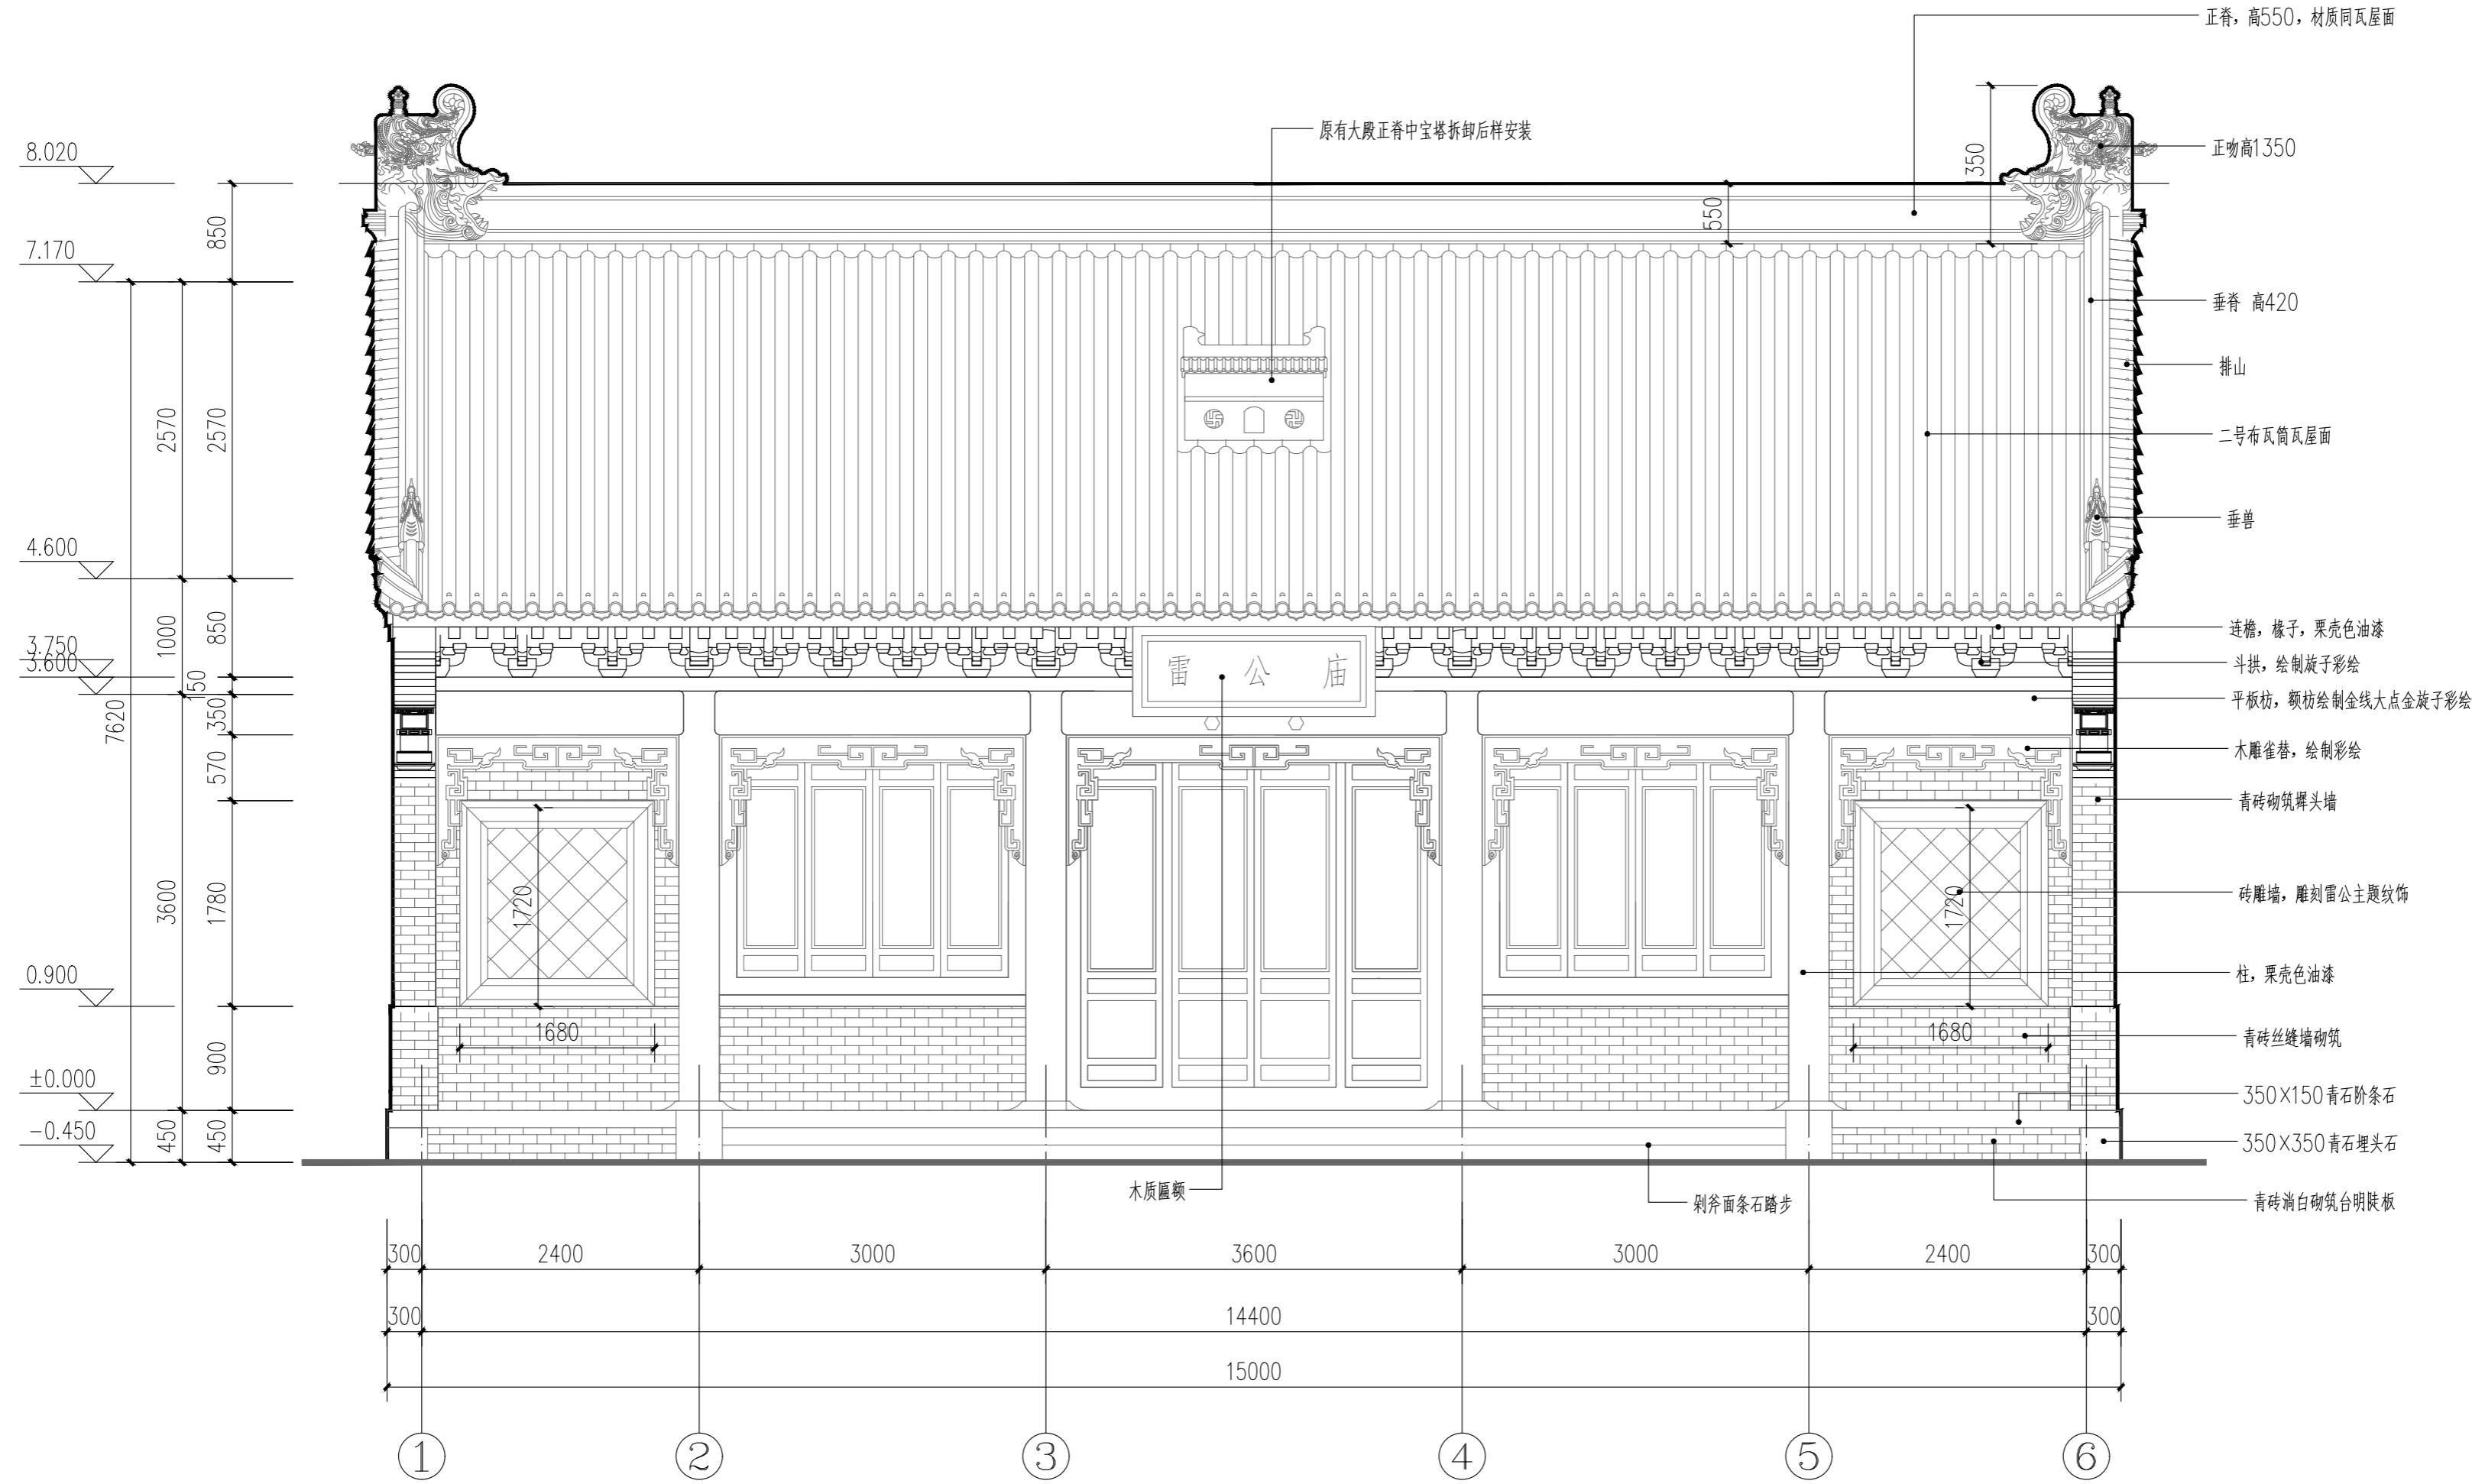 正脊，高550，材质同瓦屋面
原有大殿正脊中宝塔拆卸后样安装
正吻高1350
350
550
垂脊 高420
排山
二号布瓦筒瓦屋面
垂兽
连檐，椽子，栗壳色油漆
斗拱，绘制旋子彩绘
平板枋，额枋绘制金线大点金旋子彩绘
木雕雀替，绘制彩绘
青砖砌筑墀头墙
砖雕墙，雕刻雷公主题纹饰
柱，栗壳色油漆
青砖丝缝墙砌筑
350X150青石阶条石
350X350青石埋头石
青砖淌白砌筑台明陡板
剁斧面条石踏步
木质匾额
雷公庙
8.020
7.170
4.600
3.750
3.600
0.900
±0.000
-0.450
7620
2570
1000
3600
450
850
2570
850
150
350
570
1780
900
450
1720
1680
1720
1680
300
2400
3000
3600
3000
2400
300
300
14400
300
15000
1
2
3
4
5
6